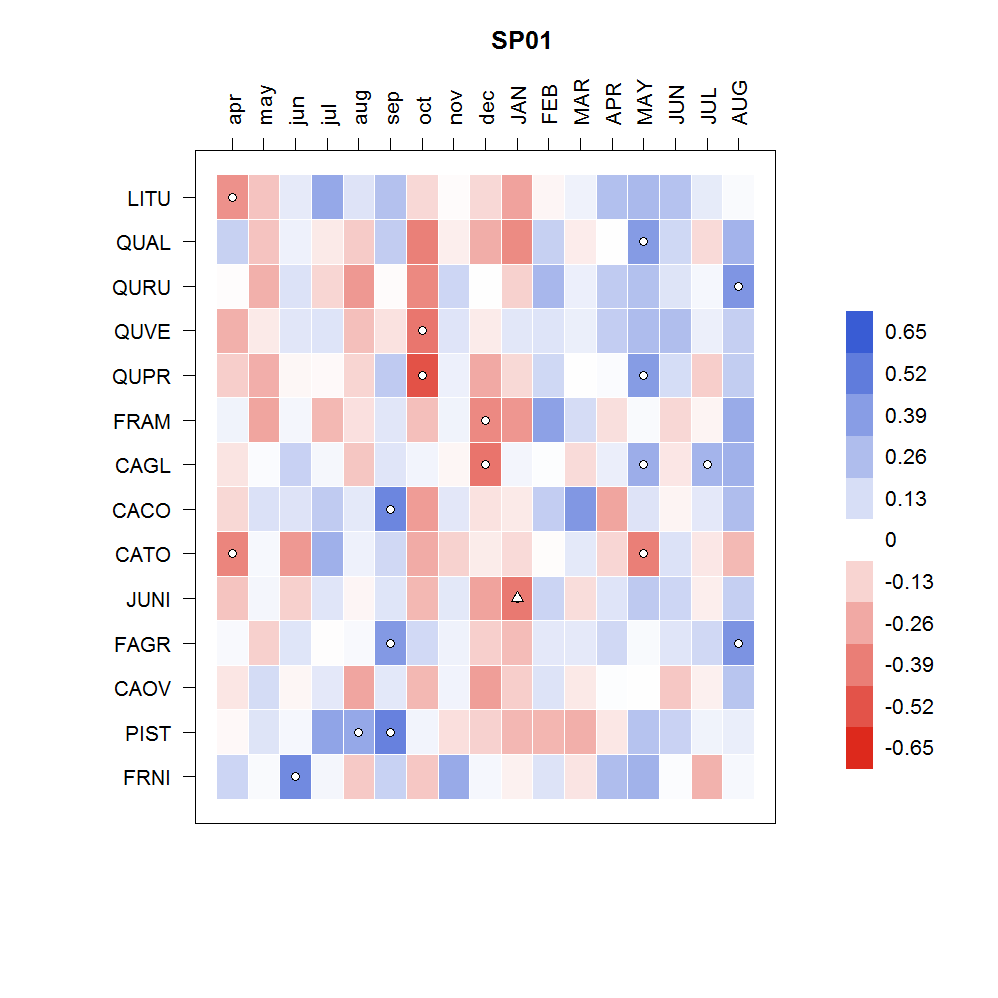 SP01
apr may jun jul aug sep oct nov dec JAN FEB MAR APR MAY JUN JUL AUG
LITU
QUAL
QURU
QUVE
QUPR
FRAM
CAGL
CACO
CATO
JUNI
FAGR
CAOV
PIST
FRNI
0.65
0.52
0.39
0.26
0.13
0
-0.13
-0.26
-0.39
-0.52
-0.65